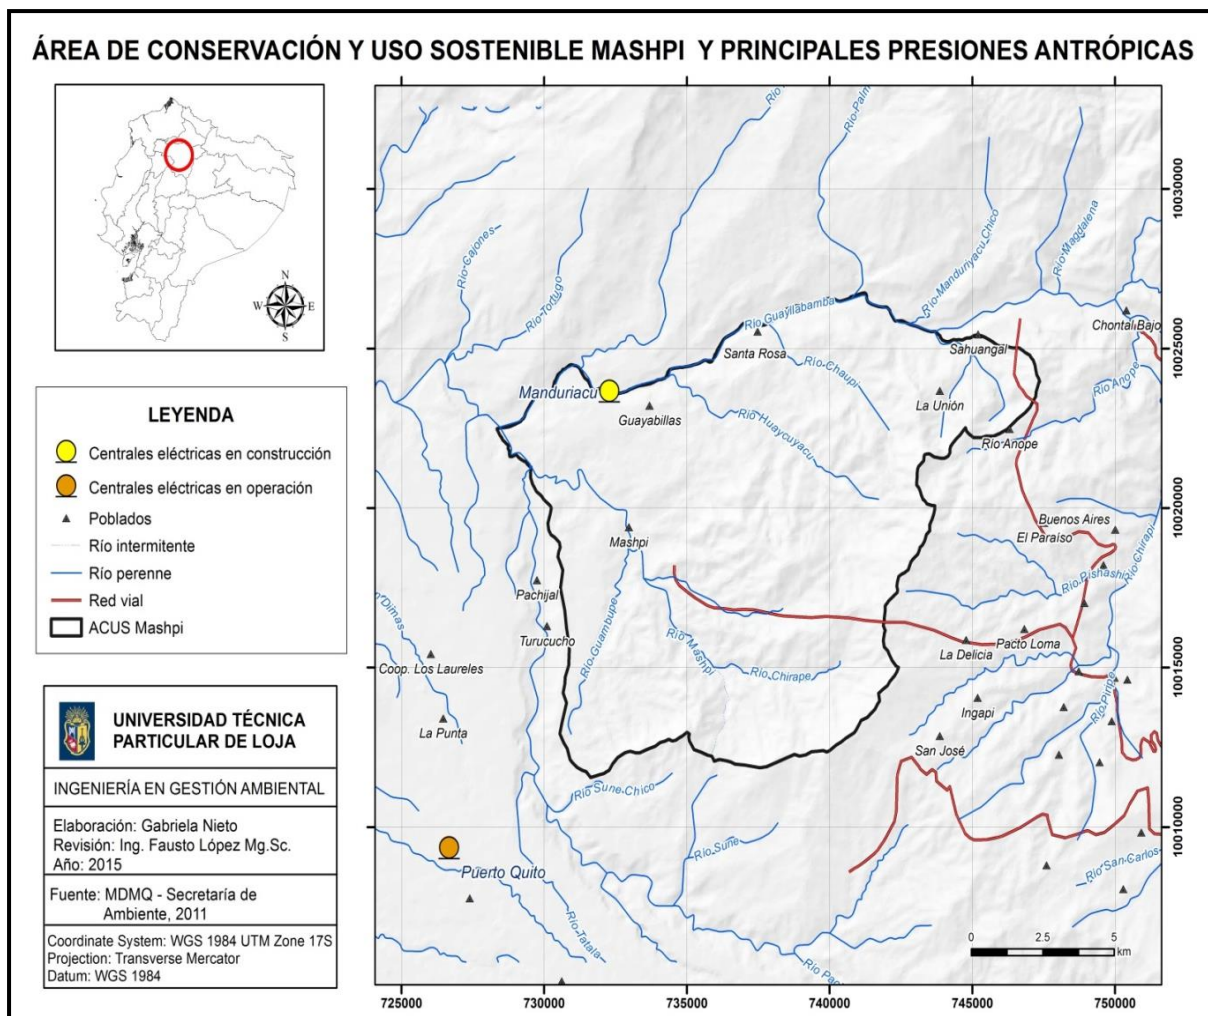 ÁREA DE CONSERVACIÓN Y USO SOSTENIBLE MASHPI Y PRINCIPALES PRESIONES ANTRÓPICAS
N
W E
S
LEYENDA
Centrales eléctricas en construcción
Centrales eléctricas en operación
Poblados
Río intermitente
Río perenne
Red vial
ACUS Mashpi
UNIVERSIDAD TÉCNICA
PARTICULAR DE LOJA
INGENIERÍA EN GESTIÓN AMBIENTAL
Elaboración: Gabriela Nieto
Revisión: Ing. Fausto López Mg.Sc.
Año: 2015
Fuente: MDMQ - Secretaría de
Ambiente, 2011
Coordinate System: WGS 1984 UTM Zone 17S
Projection: Transverse Mercator
Datum: WGS 1984
Río Cajones
Río Tortugo
Río Palm
Río Manduriyacu Chico
Río Magdalena
Río Guayllabamba
Chontal Bajo
Santa Rosa
Sahuangal
Río Chaupi
Río Anope
Manduriacu
Guayabillas
La Unión
Río Huaycuyacu
Río Anope
Mashpi
Buenos Aires
El Paraíso
Río Chirapi
Río Pishashi
Pachijal
Río Guambupe
Turucucho
Río Mashpi
Pacto Loma
La Delicia
Coop. Los Laureles
Río Chirape
La Punta
Ingapi
Río Piripe
San José
Río Sune Chico
Río Sune
Puerto Quito
Río San Carlos
Río Tatala
0 2.5 5
km
725000 730000 735000 740000 745000 750000
10030000
10025000
10020000
10015000
10010000